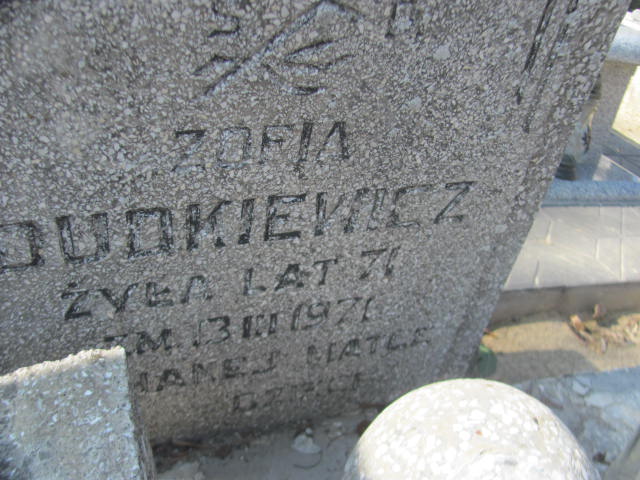 ZOFIA
DUDKIEWICZ
ŻYŁA LAT 71
ZM. 13 III 1971
MATCE